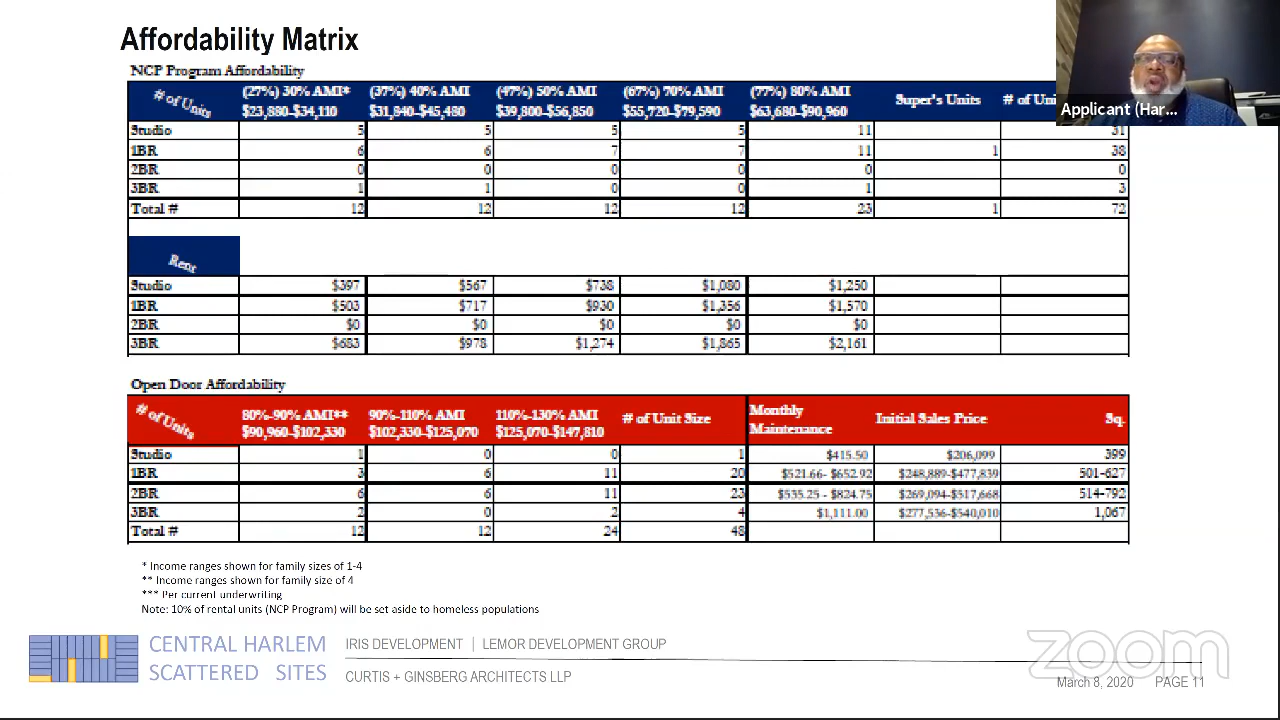 Affordability Matrix
NCP Program Affordability
# of Units (27%) 30% AMI* (37%) 40% AMI (47%) 50% AMI (67%) 70% AMI (77%) 80% AMI Super's Units # of Uni
$23,880-$34,110 $31,840-$45,480 $39,800-$56,850 $55,720-$79,590 $63,680-$90,960
Studio 5 5 5 5 11 31
1BR 6 6 7 7 11 1 38
2BR 0 0 0 0 0 0
3BR 1 1 0 0 1 3
Total # 12 12 12 12 23 1 72
Rent
Studio $397 $567 $738 $1,080 $1,250
1BR $503 $717 $930 $1,356 $1,570
2BR $0 $0 $0 $0 $0
3BR $683 $978 $1,274 $1,865 $2,161
Open Door Affordability
# of Units 80%-90% AMI** 90%-110% AMI 110%-130% AMI # of Unit Size Monthly Maintenance Initial Sales Price Sq.
$90,960-$102,330 $102,330-$125,070 $125,070-$147,810
Studio 1 0 0 1 $415.50 $206,099 399
1BR 3 6 11 20 $521.66- $652.92 $248,889-$477,839 501-627
2BR 6 6 11 23 $535.25 - $824.75 $269,094-$517,668 514-792
3BR 2 0 2 4 $1,111.00 $277,536-$540,010 1,067
Total # 12 12 24 48
* Income ranges shown for family sizes of 1-4
** Income ranges shown for family size of 4
*** Per current underwriting
Note: 10% of rental units (NCP Program) will be set aside to homeless populations
CENTRAL HARLEM
SCATTERED SITES
IRIS DEVELOPMENT | LEMOR DEVELOPMENT GROUP
CURTIS + GINSBERG ARCHITECTS LLP
March 8, 2020 PAGE 11
zoom
Applicant (Har...